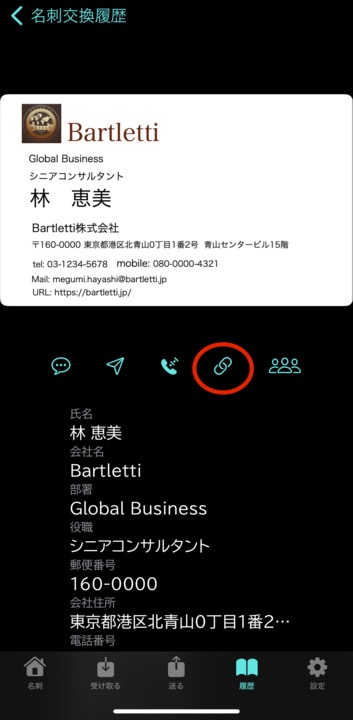 名刺交換履歴
Bartletti
Global Business
シニアコンサルタント
林 恵美
Bartletti株式会社
〒160-0000 東京都港区北青山0丁目1番2号 青山センタービル15階
tel: 03-1234-5678 mobile: 080-0000-4321
Mail: megumi.hayashi@bartletti.jp
URL: https://bartletti.jp/
氏名
林 恵美
会社名
Bartletti
部署
Global Business
役職
シニアコンサルタント
郵便番号
160-0000
会社住所
東京都港区北青山0丁目1番2…
電話番号
名刺
受け取る
送る
履歴
設定